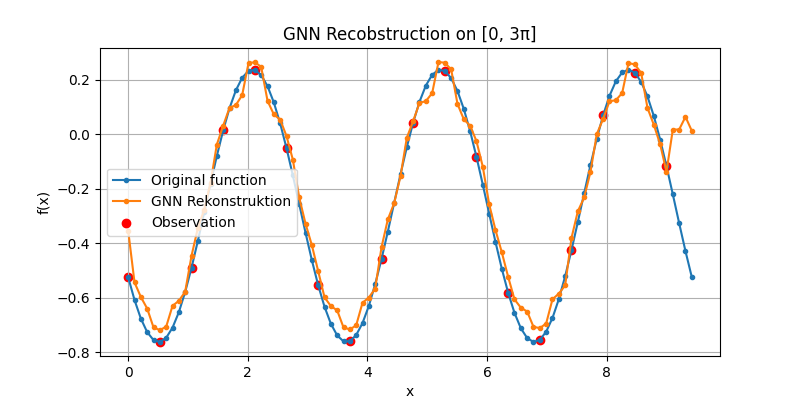 GNN Recobstruction on [0, 3π]
0.2
0.0
−0.2
−0.4
−0.6
−0.8
f(x)
Original function
GNN Rekonstruktion
Observation
0 2 4 6 8
x